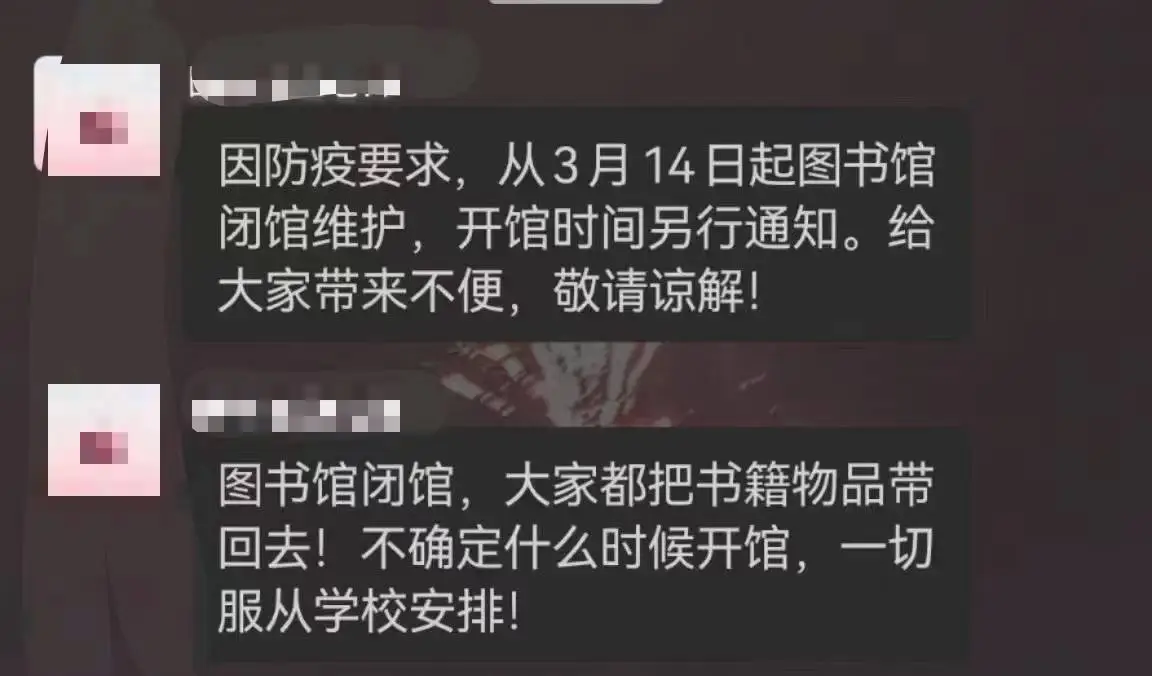 因防疫要求，从3月14日起图书馆
闭馆维护，开馆时间另行通知。给
大家带来不便，敬请谅解！
图书馆闭馆，大家都把书籍物品带
回去！不确定什么时候开馆，一切
服从学校安排！